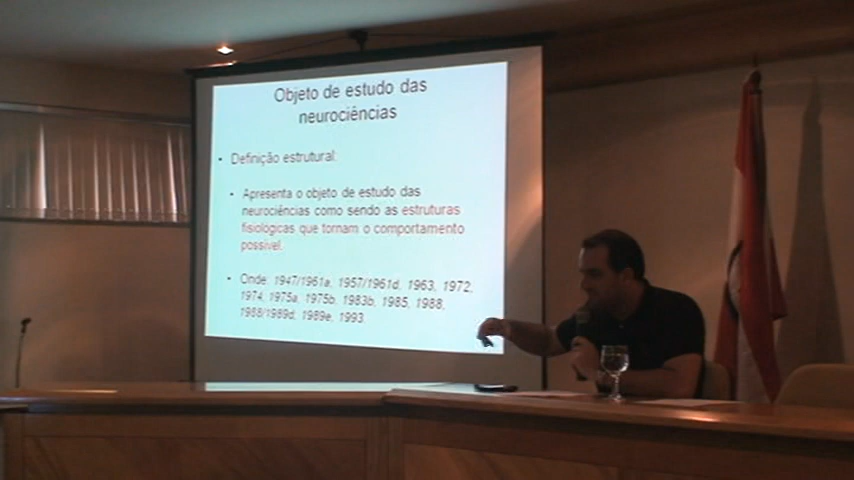 Objeto de estudo das
neurociências
• Definição estrutural:
• Apresenta o objeto de estudo das
neurociências como sendo as estruturas
fisiológicas que tornam o comportamento
possível.
• Onde: 1947/1961a, 1957/1961d, 1963, 1972,
1974, 1975a, 1975b, 1983b, 1985, 1988,
1988/1989d, 1989e, 1993